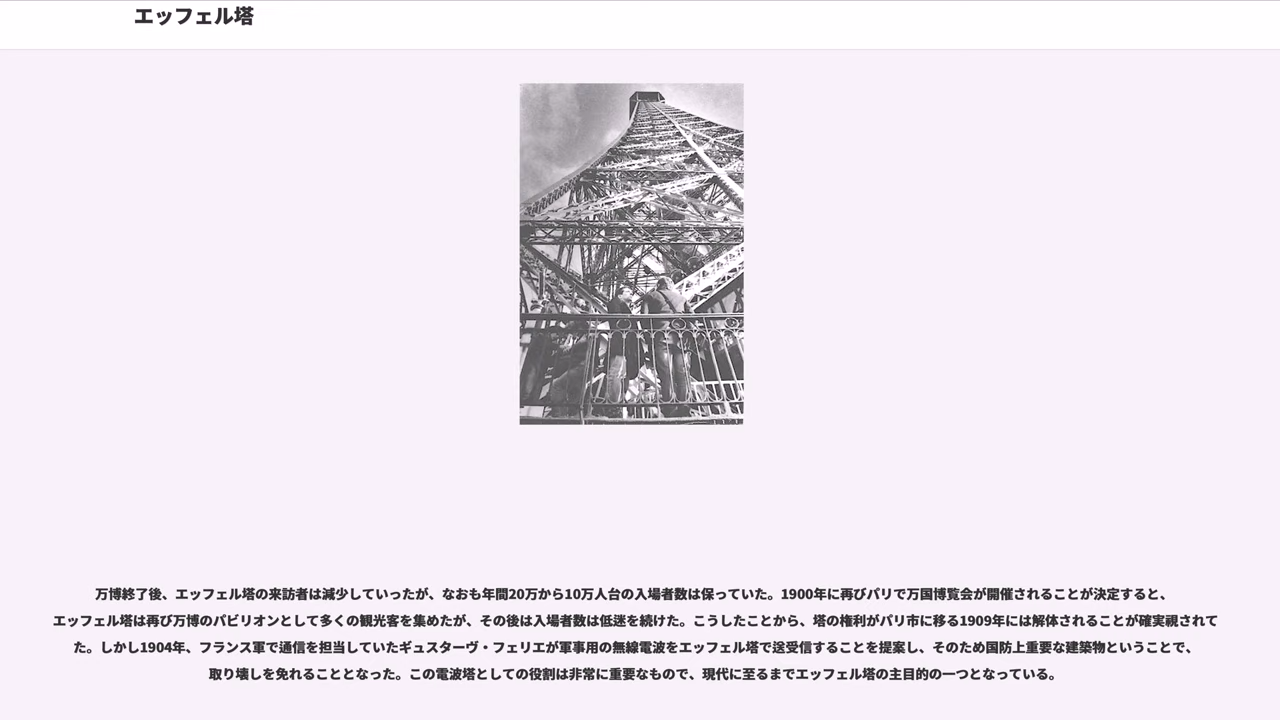 エッフェル塔
万博終了後、エッフェル塔の来訪者は減少していったが、なおも年間20万から10万人台の入場者数は保っていた。1900年に再びパリで万国博覧会が開催されることが決定すると、
エッフェル塔は再び万博のパビリオンとして多くの観光客を集めたが、その後は入場者数は低迷を続けた。こうしたことから、塔の権利がパリ市に移る1909年には解体されることが確実視されて
た。しかし1904年、フランス軍で通信を担当していたギュスターヴ・フェリエが軍事用の無線電波をエッフェル塔で送受信することを提案し、そのため国防上重要な建築物ということで、
取り壊しを免れることとなった。この電波塔としての役割は非常に重要なもので、現代に至るまでエッフェル塔の主目的の一つとなっている。